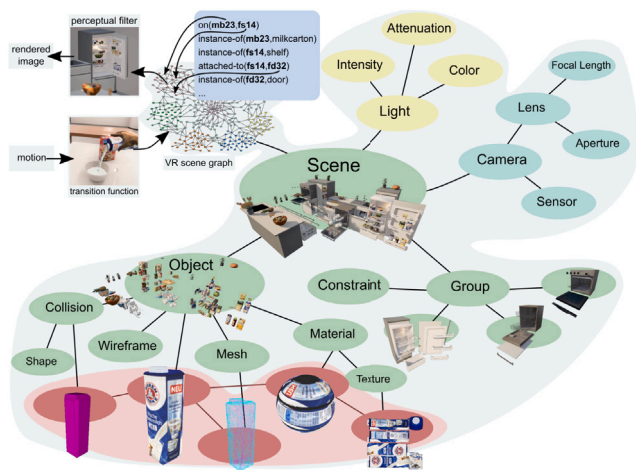 perceptual filter
rendered
image
on(mb23,fs14)
instance-of(mb23,milkcarton)
instance-of(fs14,shelf)
attached-to(fs14,fd32)
instance-of(fd32,door)
...
motion
transition function
VR scene graph
Attenuation
Intensity
Color
Light
Focal Length
Lens
Aperture
Camera
Sensor
Scene
Object
Constraint
Group
Collision
Shape
Wireframe
Mesh
Material
Texture
NEU